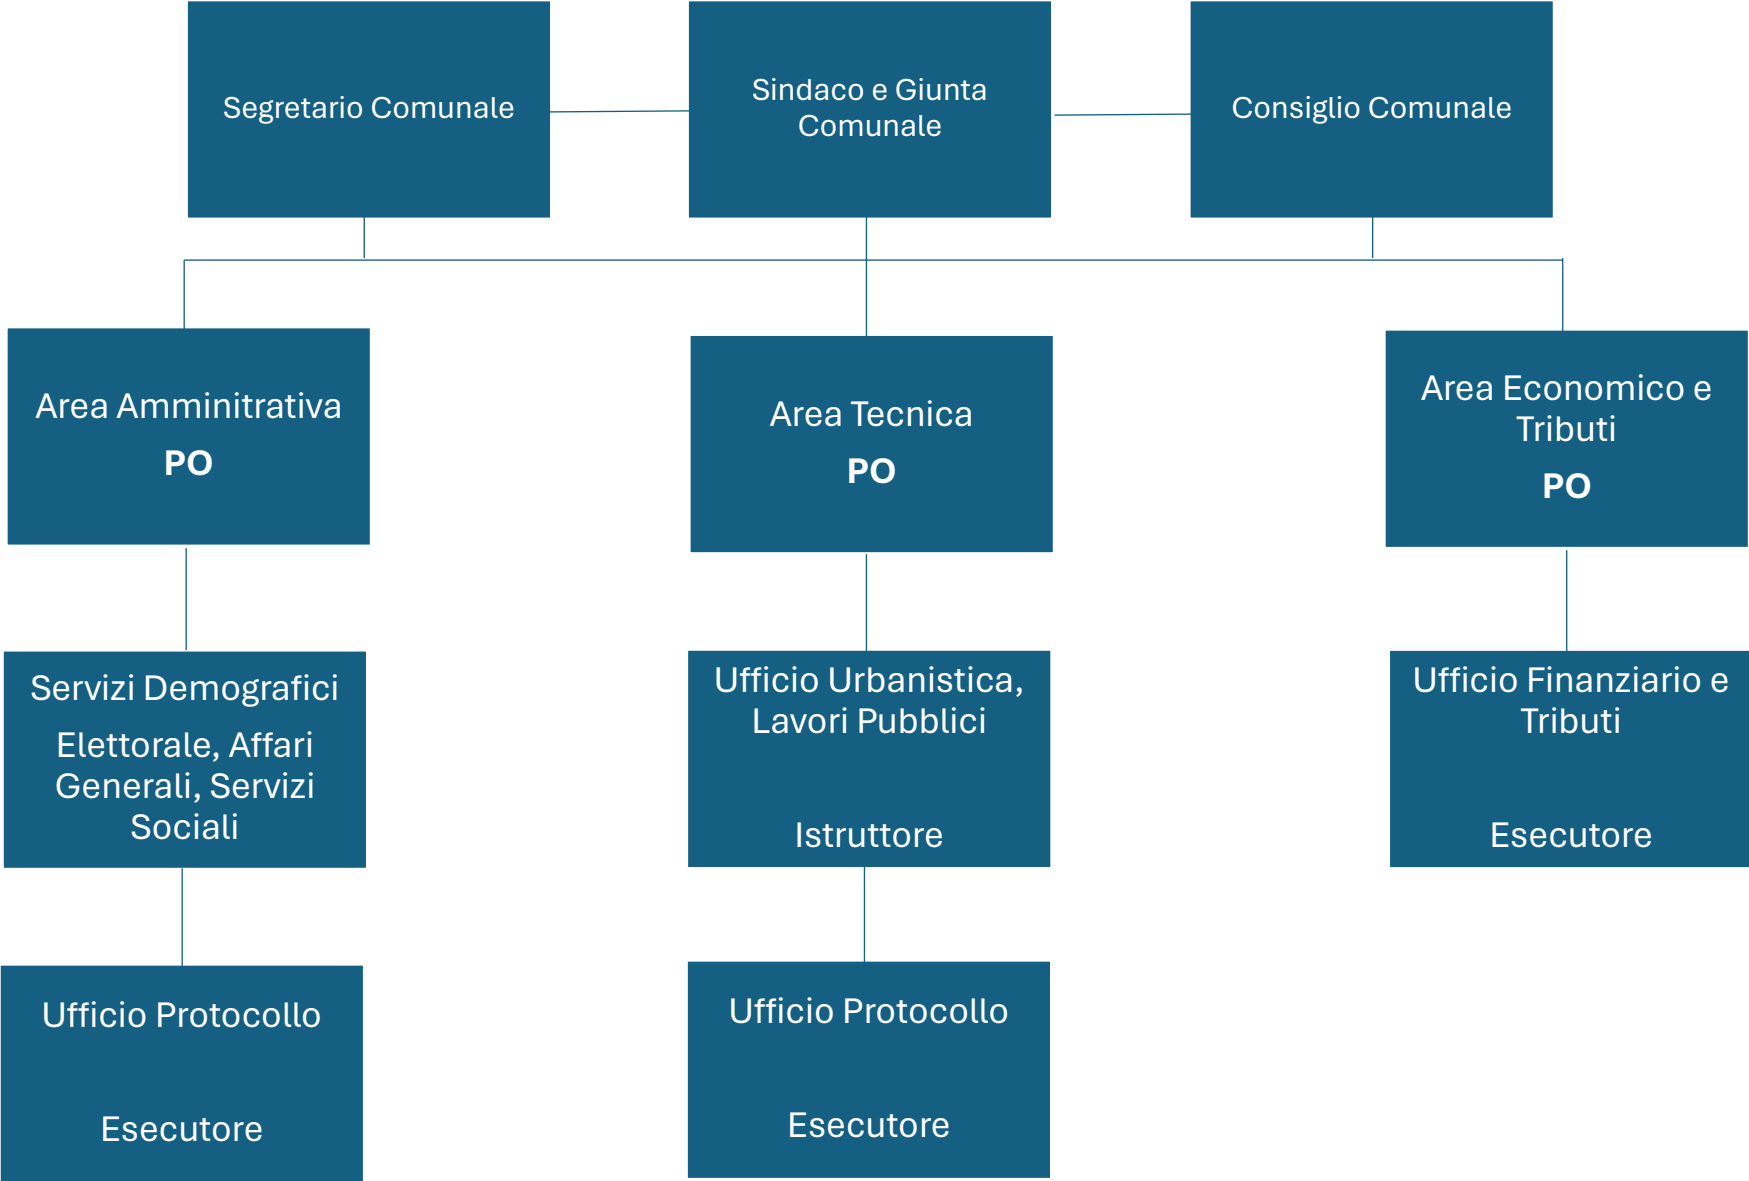 Segretario Comunale
Sindaco e Giunta
Comunale
Consiglio Comunale
Area Amminitrativa
PO
Area Tecnica
PO
Area Economico e
Tributi
PO
Servizi Demografici
Elettorale, Affari
Generali, Servizi
Sociali
Ufficio Urbanistica,
Lavori Pubblici
Istruttore
Ufficio Finanziario e
Tributi
Esecutore
Ufficio Protocollo
Esecutore
Ufficio Protocollo
Esecutore